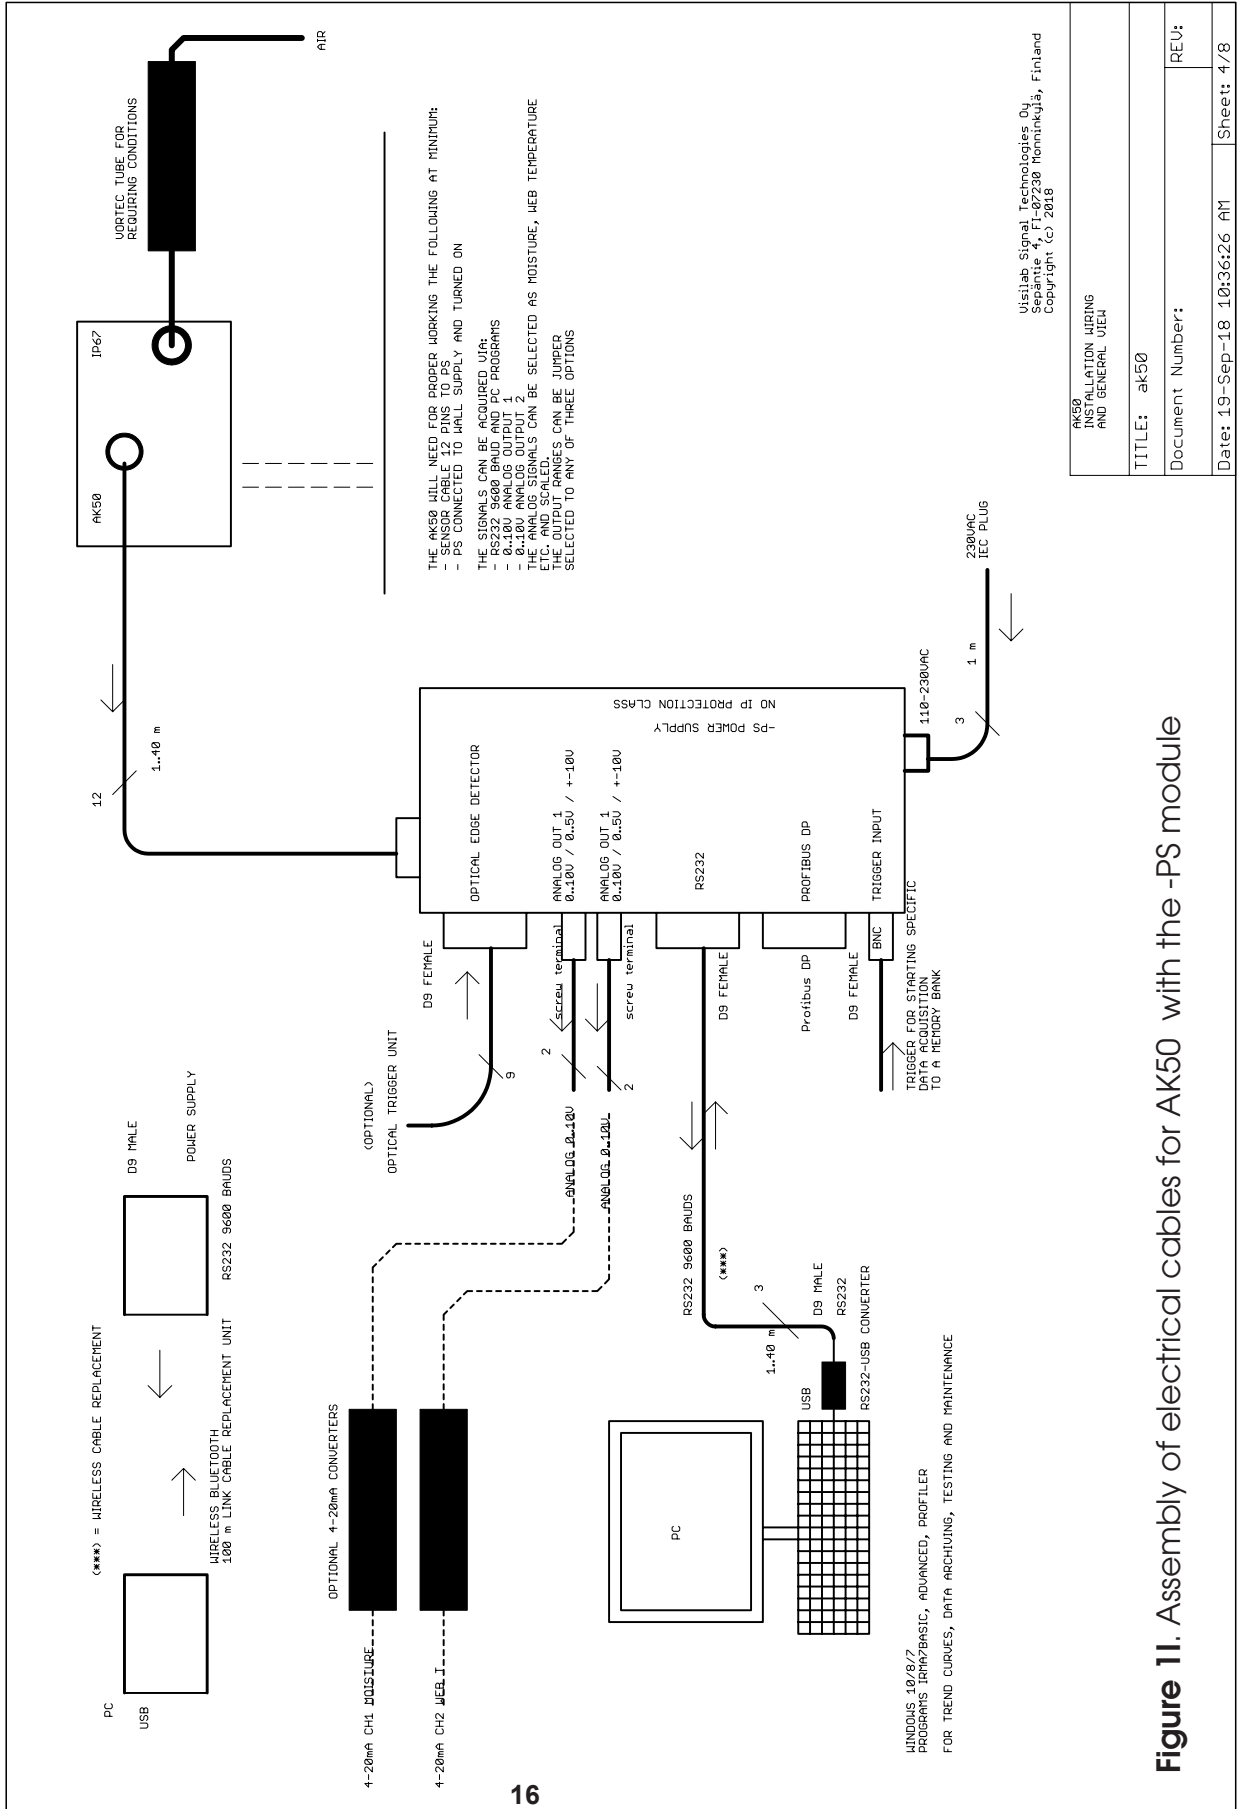 (***) = WIRELESS CABLE REPLACEMENT
PC
USB
WIRELESS BLUETOOTH
100 m LINK CABLE REPLACEMENT UNIT
D9 MALE
POWER SUPPLY
RS232 9600 BAUDS
VORTEC TUBE FOR
REQUIRING CONDITIONS
AIR
AK50
IP67
12
1..40 m
OPTIONAL 4-20mA CONVERTERS
4-20mA CH1 MOISTURE
4-20mA CH2 WEB T
(OPTIONAL)
OPTICAL TRIGGER UNIT
9
D9 FEMALE
OPTICAL EDGE DETECTOR
ANALOG 0..10V
2
screw terminal
ANALOG OUT 1
0..10V / 0..5V / +-10V
ANALOG 0..10V
2
screw terminal
ANALOG OUT 1
0..10V / 0..5V / +-10V
-PS POWER SUPPLY
NO IP PROTECTION CLASS
RS232 9600 BAUDS
(***)
D9 FEMALE
RS232
Profibus DP
PROFIBUS DP
D9 FEMALE
BNC
TRIGGER INPUT
TRIGGER FOR STARTING SPECIFIC
DATA ACQUISITION
TO A MEMORY BANK
110-230VAC
3
1 m
230VAC
IEC PLUG
1..40 m
3
D9 MALE
RS232
USB
RS232-USB CONVERTER
PC
WINDOWS 10/8/7
PROGRAMS IRMA7BASIC, ADVANCED, PROFILER
FOR TREND CURVES, DATA ARCHIVING, TESTING AND MAINTENANCE
THE AK50 WILL NEED FOR PROPER WORKING THE FOLLOWING AT MINIMUM:
- SENSOR CABLE 12 PINS TO PS
- PS CONNECTED TO WALL SUPPLY AND TURNED ON
THE SIGNALS CAN BE ACQUIRED VIA:
- RS232 9600 BAUD AND PC PROGRAMS
- 0..10V ANALOG OUTPUT 1
- 0..10V ANALOG OUTPUT 2
THE ANALOG SIGNALS CAN BE SELECTED AS MOISTURE, WEB TEMPERATURE
ETC. AND SCALED.
THE OUTPUT RANGES CAN BE JUMPER
SELECTED TO ANY OF THREE OPTIONS
Visilab Signal Technologies Oy
Sepäntie 4, FI-07230 Monninkylä, Finland
Copyright (c) 2018
AK50
INSTALLATION WIRING
AND GENERAL VIEW
TITLE: ak50
Document Number:
REV:
Date: 19-Sep-18 10:36:26 AM
Sheet: 4/8
Figure 11. Assembly of electrical cables for AK50 with the -PS module
16